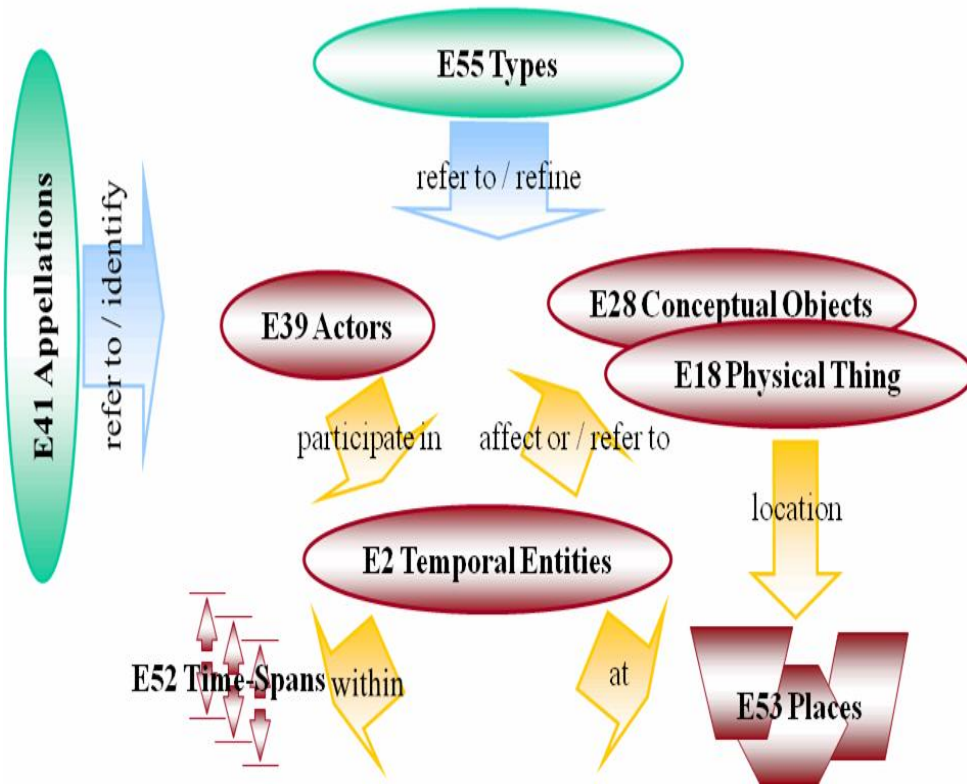 E55 Types
refer to / refine
E41 Appellations
refer to / identify
E39 Actors
E28 Conceptual Objects
E18 Physical Thing
participate in
affect or / refer to
location
E2 Temporal Entities
E52 Time-Spans
within
at
E53 Places